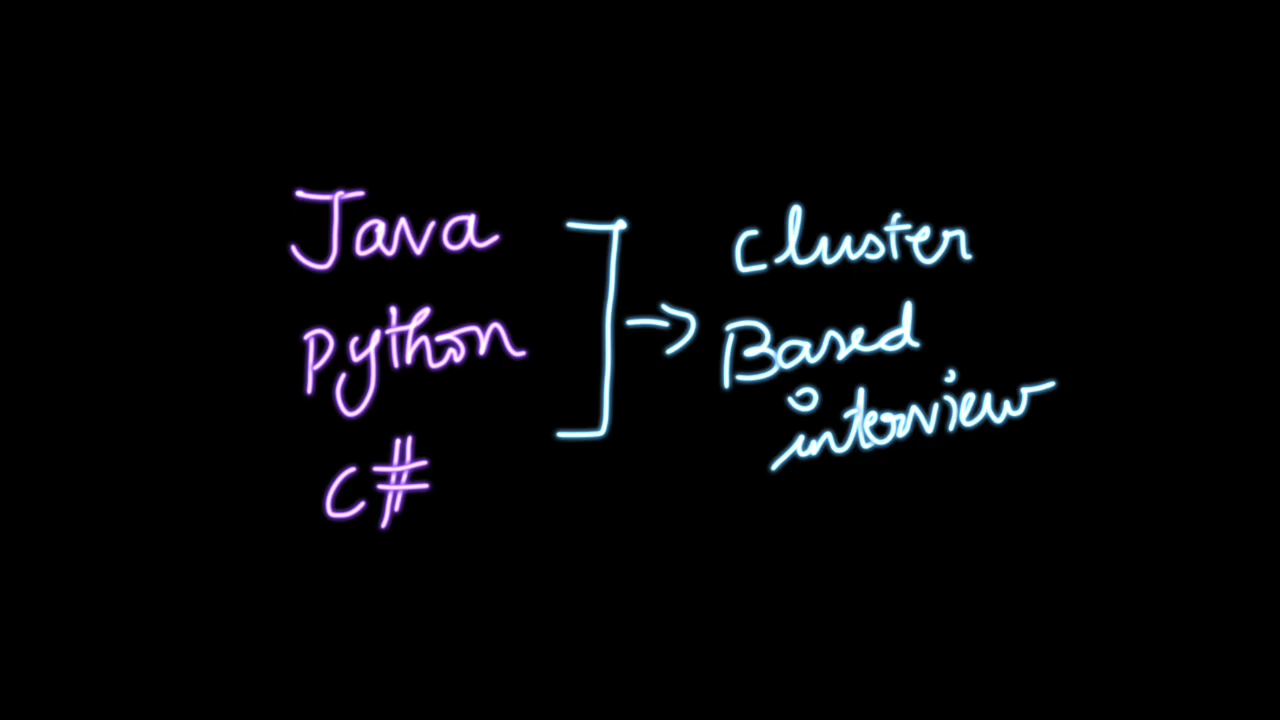 Java
Python
C#
cluster
Based
interview